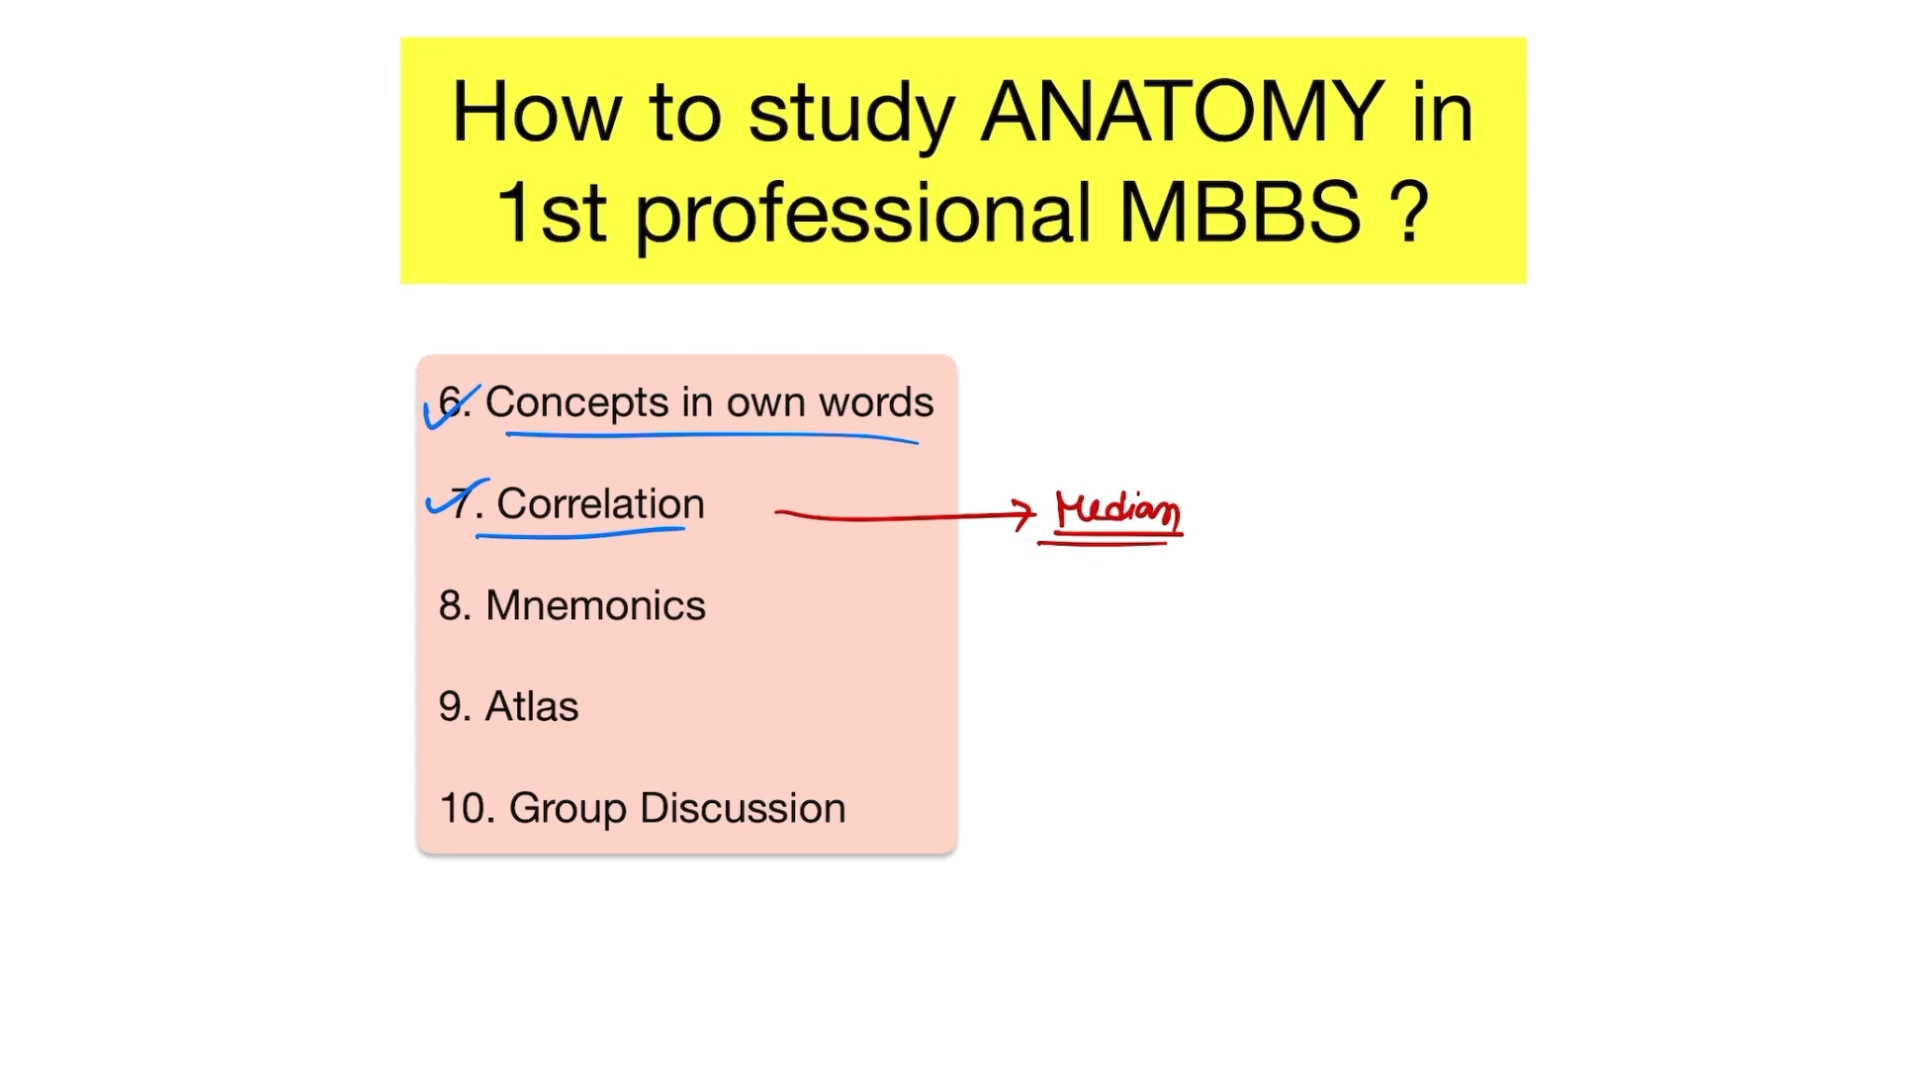 How to study ANATOMY in
1st professional MBBS ?
6. Concepts in own words
7. Correlation
Median
8. Mnemonics
9. Atlas
10. Group Discussion